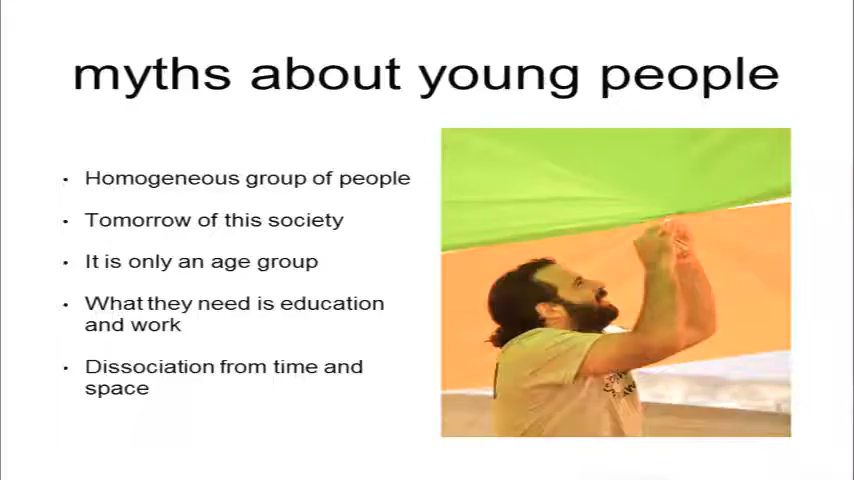 myths about young people
· Homogeneous group of people
· Tomorrow of this society
· It is only an age group
· What they need is education
and work
· Dissociation from time and
space